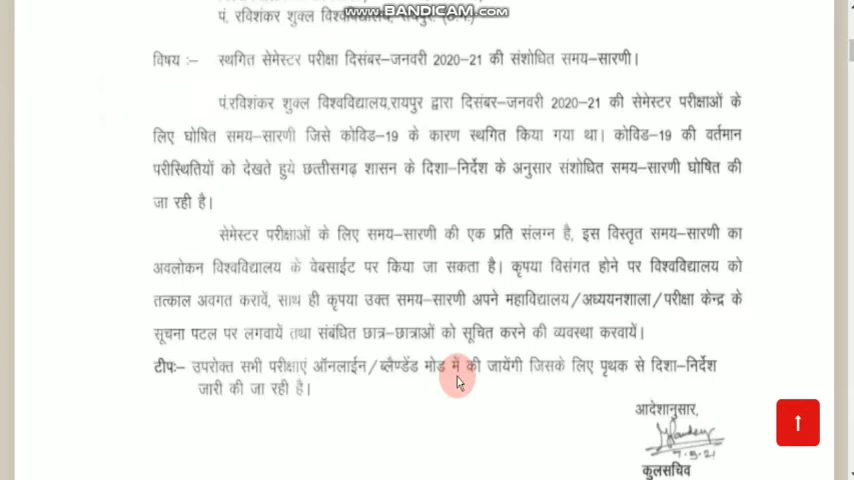 www.BANDICAM.com
पं. रविशंकर शुक्ल विश्वविद्यालय, रायपुर (छ.ग.)
विषय :- स्थगित सेमेस्टर परीक्षा दिसंबर-जनवरी 2020-21 की संशोधित समय-सारणी।
पं.रविशंकर शुक्ल विश्वविद्यालय,रायपुर द्वारा दिसंबर-जनवरी 2020-21 की सेमेस्टर परीक्षाओं के
लिए घोषित समय-सारणी जिसे कोविड-19 के कारण स्थगित किया गया था। कोविड-19 की वर्तमान
परीस्थितियों को देखते हुये छत्तीसगढ़ शासन के दिशा-निर्देश के अनुसार संशोधित समय-सारणी घोषित की
जा रही है।
सेमेस्टर परीक्षाओं के लिए समय-सारणी की एक प्रति संलग्न है, इस विस्तृत समय-सारणी का
अवलोकन विश्वविद्यालय के वेबसाईट पर किया जा सकता है। कृपया विसंगत होने पर विश्वविद्यालय को
तत्काल अवगत करावें, साथ ही कृपया उक्त समय-सारणी अपने महाविद्यालय/अध्ययनशाला/परीक्षा केन्द्र के
सूचना पटल पर लगवायें तथा संबंधित छात्र-छात्राओं को सूचित करने की व्यवस्था करवायें।
टीपः- उपरोक्त सभी परीक्षाएं ऑनलाईन/ब्लैण्डेंड मोड में की जायेंगी जिसके लिए पृथक से दिशा-निर्देश
जारी की जा रही है।
आदेशानुसार,
7.5.21
कुलसचिव